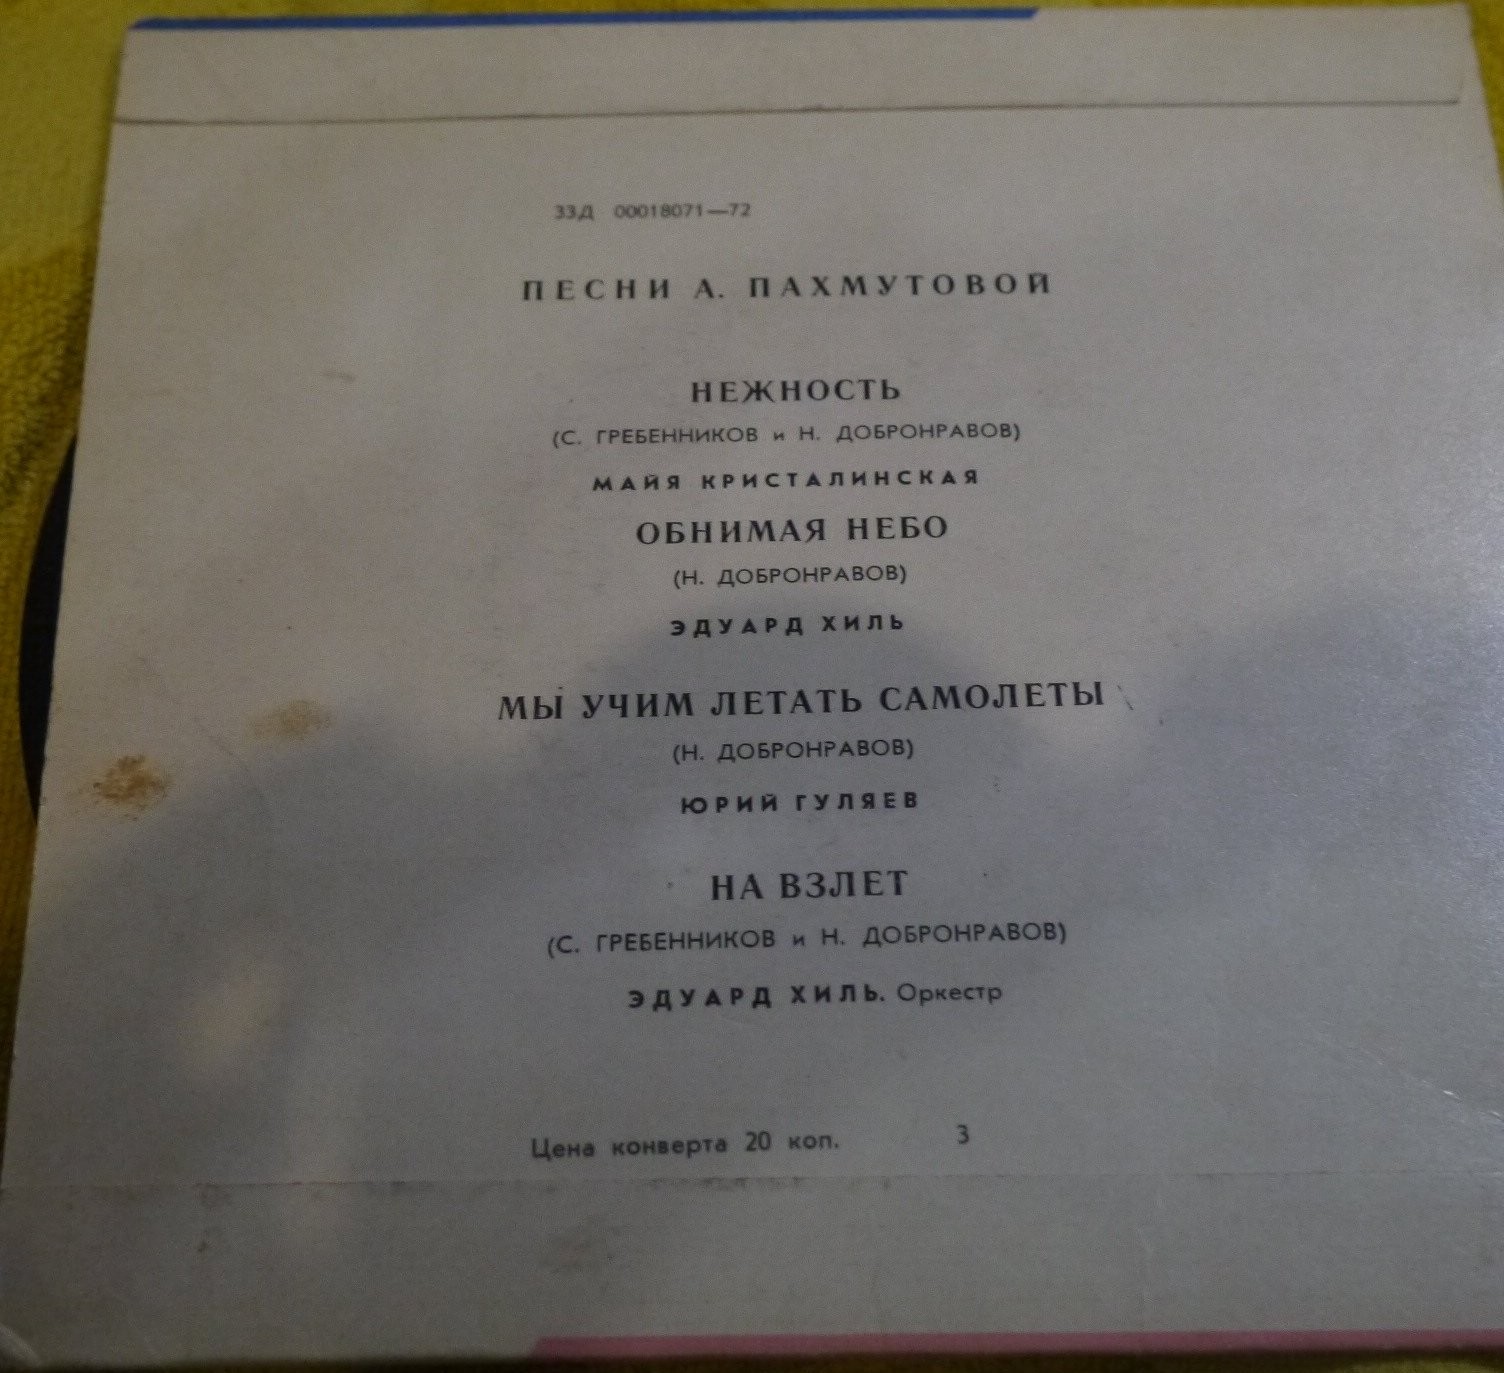 33Д 00018071—72
ПЕСНИ А. ПАХМУТОВОЙ
НЕЖНОСТЬ
(С. ГРЕБЕННИКОВ и Н. ДОБРОНРАВОВ)
МАЙЯ КРИСТАЛИНСКАЯ
ОБНИМАЯ НЕБО
(Н. ДОБРОНРАВОВ)
ЭДУАРД ХИЛЬ
МЫ УЧИМ ЛЕТАТЬ САМОЛЕТЫ
(Н. ДОБРОНРАВОВ)
ЮРИЙ ГУЛЯЕВ
НА ВЗЛЕТ
(С. ГРЕБЕННИКОВ и Н. ДОБРОНРАВОВ)
ЭДУАРД ХИЛЬ. Оркестр
Цена конверта 20 коп. 3